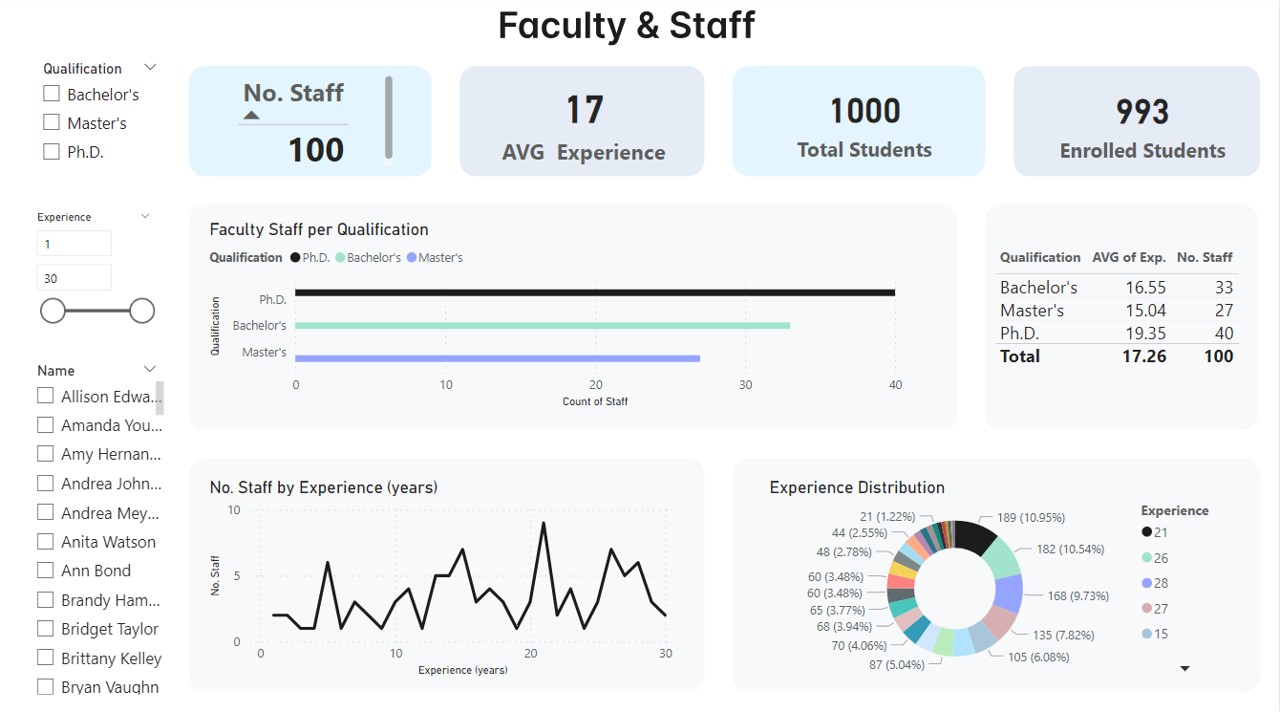 Faculty & Staff
Qualification
Bachelor's
Master's
Ph.D.
No. Staff
100
17
AVG Experience
1000
Total Students
993
Enrolled Students
Experience
1
30
Name
Allison Edwa...
Amanda You...
Amy Hernan...
Andrea John...
Andrea Mey...
Anita Watson
Ann Bond
Brandy Ham...
Bridget Taylor
Brittany Kelley
Bryan Vaughn
Faculty Staff per Qualification
Qualification Ph.D. Bachelor's Master's
Qualification
Ph.D.
Bachelor's
Master's
0 10 20 30 40
Count of Staff
Qualification AVG of Exp. No. Staff
Bachelor's 16.55 33
Master's 15.04 27
Ph.D. 19.35 40
Total 17.26 100
No. Staff by Experience (years)
No. Staff
10
5
0
0 10 20 30
Experience (years)
Experience Distribution
189 (10.95%)
182 (10.54%)
168 (9.73%)
135 (7.82%)
105 (6.08%)
87 (5.04%)
70 (4.06%)
68 (3.94%)
65 (3.77%)
60 (3.48%)
60 (3.48%)
48 (2.78%)
44 (2.55%)
21 (1.22%)
Experience
21
26
28
27
15